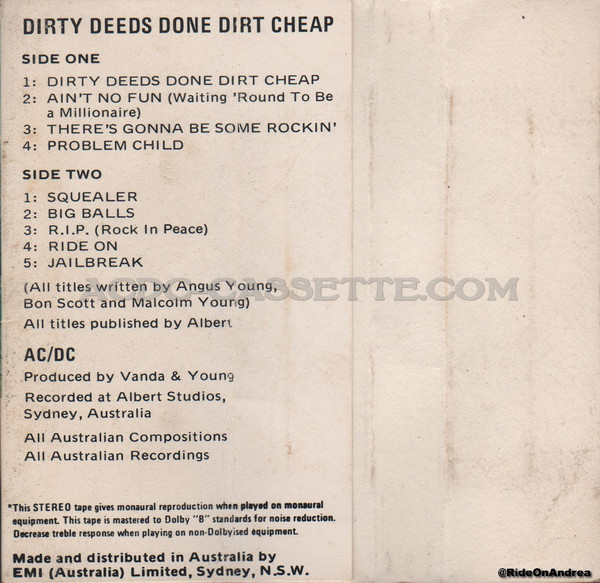 DIRTY DEEDS DONE DIRT CHEAP
SIDE ONE
1: DIRTY DEEDS DONE DIRT CHEAP
2: AIN'T NO FUN (Waiting 'Round To Be
a Millionaire)
3: THERE'S GONNA BE SOME ROCKIN'
4: PROBLEM CHILD
SIDE TWO
1: SQUEALER
2: BIG BALLS
3: R.I.P. (Rock In Peace)
4: RIDE ON
5: JAILBREAK
ACDC-CASSETTE.COM
(All titles written by Angus Young,
Bon Scott and Malcolm Young)
All titles published by Albert
AC/DC
Produced by Vanda & Young
Recorded at Albert Studios,
Sydney, Australia
All Australian Compositions
All Australian Recordings
*This STEREO tape gives monaural reproduction when played on monaural
equipment. This tape is mastered to Dolby "B" standards for noise reduction.
Decrease treble response when playing on non-Dolbyised equipment.
Made and distributed in Australia by
EMI (Australia) Limited, Sydney, N.S.W.
@RideOnAndrea